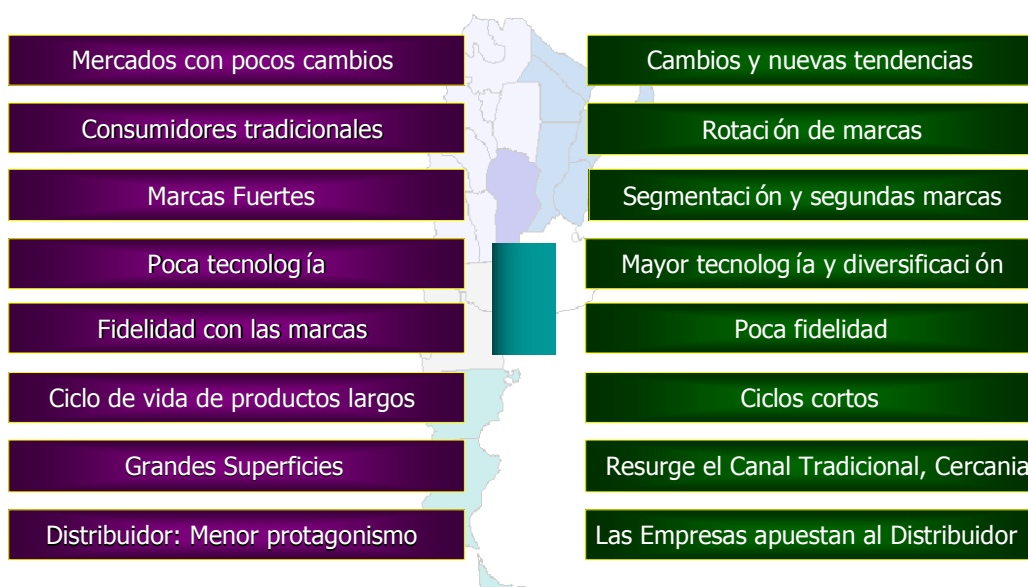 Mercados con pocos cambios
Cambios y nuevas tendencias
Consumidores tradicionales
Rotación de marcas
Marcas Fuertes
Segmentación y segundas marcas
Poca tecnología
Mayor tecnología y diversificación
Fidelidad con las marcas
Poca fidelidad
Ciclo de vida de productos largos
Ciclos cortos
Grandes Superficies
Resurge el Canal Tradicional, Cercania
Distribuidor: Menor protagonismo
Las Empresas apuestan al Distribuidor